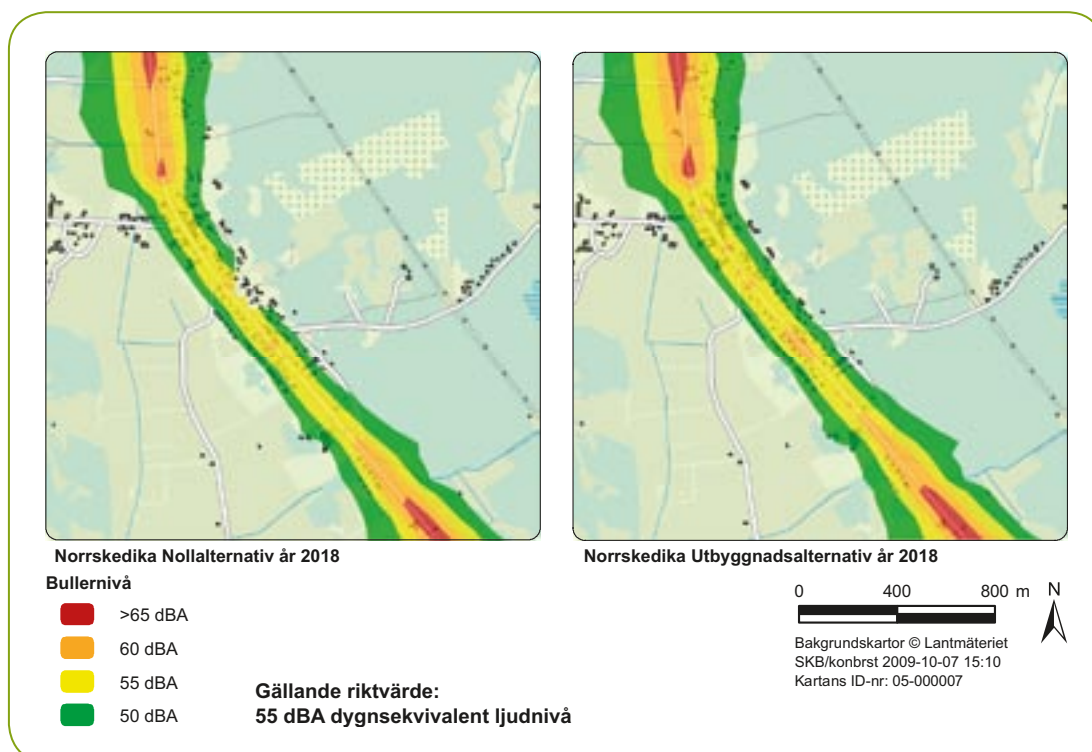 Norrskedika Nollalternativ år 2018
Norrskedika Utbyggnadsalternativ år 2018
Bullernivå
>65 dBA
60 dBA
55 dBA
50 dBA
Gällande riktvärde:
55 dBA dygnsekvivalent ljudnivå
0 400 800 m N
Bakgrundskartor © Lantmäteriet
SKB/konbrst 2009-10-07 15:10
Kartans ID-nr: 05-000007